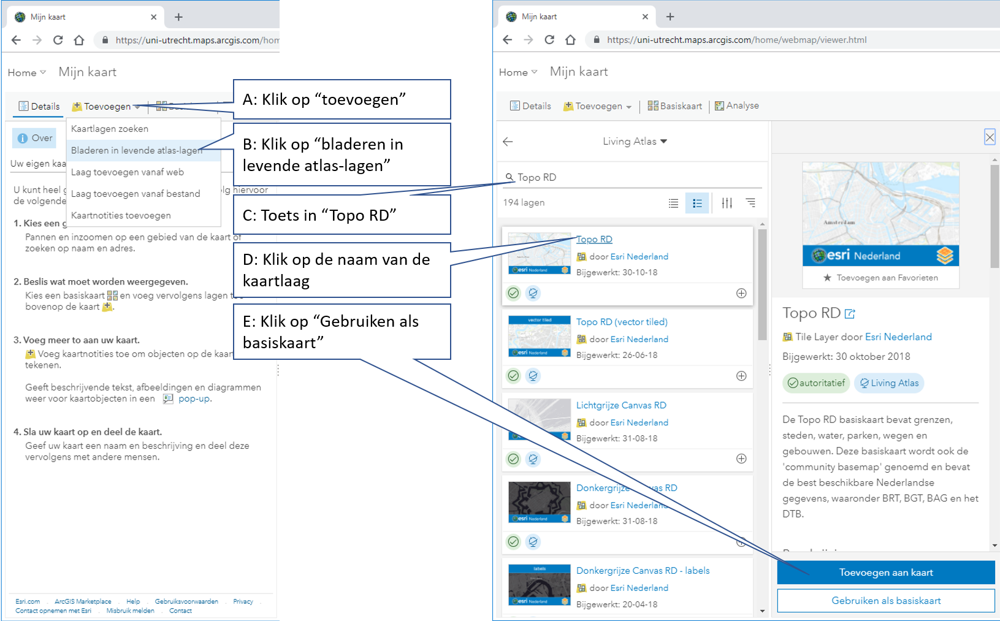 Mijn kaart
https://uni-utrecht.maps.arcgis.com/hom
Home Mijn kaart
Details Toevoegen
Kaartlagen zoeken
Over
Bladeren in levende atlas-lagen
Uw eigen kaa
Laag toevoegen vanaf web
U kunt heel olg hiervoor
Laag toevoegen vanaf bestand
de volgende
Kaartnotities toevoegen
1. Kies een g
Pannen en inzoomen op een gebied van de kaart of
zoeken op naam en adres.
2. Beslis wat moet worden weergegeven.
Kies een basiskaart en voeg vervolgens lagen
bovenop de kaart .
3. Voeg meer to aan uw kaart.
Voeg kaartnotities toe om objecten op de kaar
tekenen.
Geeft beschrijvende tekst, afbeeldingen en diagrammen
weer voor kaartobjecten in een pop-up.
4. Sla uw kaart op en deel de kaart.
Geef uw kaart een naam en beschrijving en deel deze
vervolgens met andere mensen.
Esri.com . ArcGIS Marketplace . Help . Gebruiksvoorwaarden . Privacy .
Contact opnemen met Esri . Misbruik melden . Contact
A: Klik op “toevoegen”
B: Klik op “bladeren in
levende atlas-lagen”
C: Toets in “Topo RD”
D: Klik op de naam van de
kaartlaag
E: Klik op “Gebruiken als
basiskaart”
Mijn kaart
https://uni-utrecht.maps.arcgis.com/home/webmap/viewer.html
Home Mijn kaart
Details Toevoegen Basiskaart Analyse
Living Atlas
Topo RD
194 lagen
Topo RD
door Esri Nederland
Bijgewerkt: 30-10-18
esri Nederland
vector tiled
Topo RD (vector tiled)
door Esri Nederland
Bijgewerkt: 26-06-18
esri Nederland
Lichtgrijze Canvas RD
door Esri Nederland
Bijgewerkt: 31-08-18
Donkergrijze Canvas RD
door Esri Nederland
Bijgewerkt: 31-08-18
esri Nederland
labels
Donkergrijze Canvas RD - labels
door Esri Nederland
Bijgewerkt: 20-04-18
esri Nederland
Amsterdam
esri Nederland
Toevoegen aan Favorieten
Topo RD
Tile Layer door Esri Nederland
Bijgewerkt: 30 oktober 2018
autoritatief Living Atlas
De Topo RD basiskaart bevat grenzen,
steden, water, parken, wegen en
gebouwen. Deze basiskaart wordt ook de
'community basemap' genoemd en bevat
de best beschikbare Nederlandse
gegevens, waaronder BRT, BGT, BAG en het
DTB.
Toevoegen aan kaart
Gebruiken als basiskaart